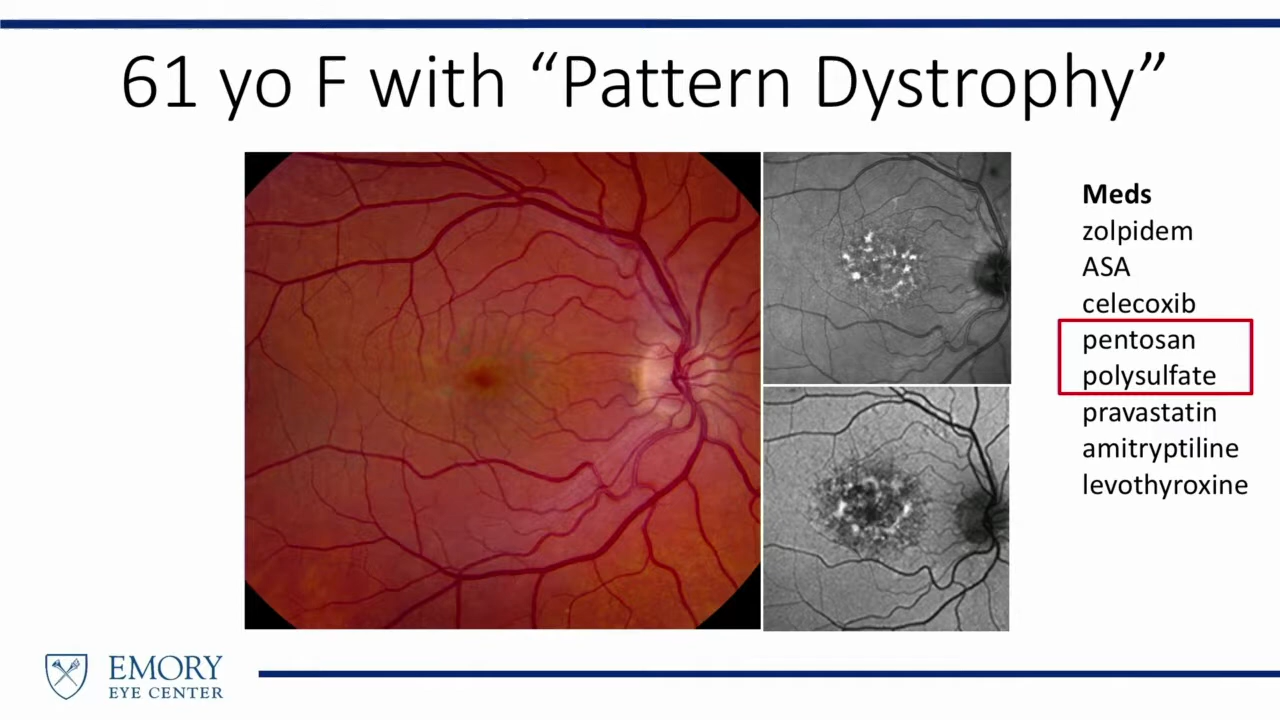 61 yo F with “Pattern Dystrophy”
Meds
zolpidem
ASA
celecoxib
pentosan
polysulfate
pravastatin
amitryptiline
levothyroxine
EMORY
EYE CENTER